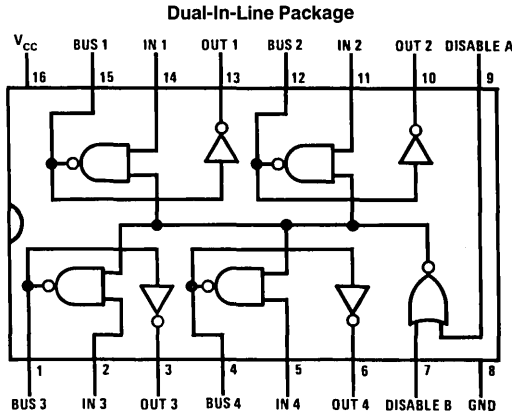 Dual-In-Line Package
VCC BUS 1 IN 1 OUT 1 BUS 2 IN 2 OUT 2 DISABLE A
16 15 14 13 12 11 10 9
1 2 3 4 5 6 7 8
BUS 3 IN 3 OUT 3 BUS 4 IN 4 OUT 4 DISABLE B GND